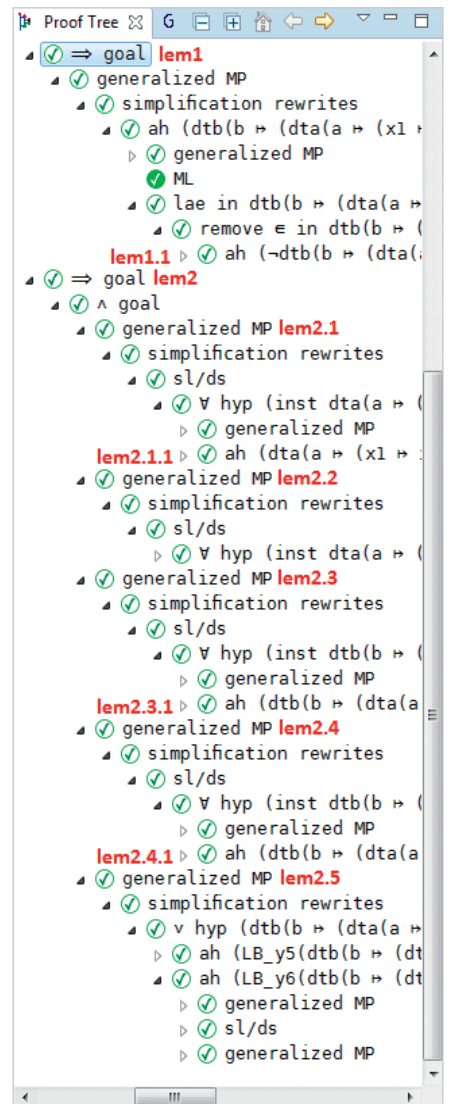 Proof Tree G
⇒ goal lem1
generalized MP
simplification rewrites
ah (dtb(b ↦ (dta(a ↦ (x1 ↦
generalized MP
ML
lae in dtb(b ↦ (dta(a ↦
remove ∈ in dtb(b ↦ (
lem1.1 ah (¬dtb(b ↦ (dta(a
⇒ goal lem2
∧ goal
generalized MP lem2.1
simplification rewrites
sl/ds
∀ hyp (inst dta(a ↦ (
generalized MP
lem2.1.1 ah (dta(a ↦ (x1 ↦
generalized MP lem2.2
simplification rewrites
sl/ds
∀ hyp (inst dta(a ↦ (
generalized MP lem2.3
simplification rewrites
sl/ds
∀ hyp (inst dtb(b ↦ (
generalized MP
lem2.3.1 ah (dtb(b ↦ (dta(a
generalized MP lem2.4
simplification rewrites
sl/ds
∀ hyp (inst dtb(b ↦ (
generalized MP
lem2.4.1 ah (dtb(b ↦ (dta(a
generalized MP lem2.5
simplification rewrites
∨ hyp (dtb(b ↦ (dta(a ↦
ah (LB_y5(dtb(b ↦ (dt
ah (LB_y6(dtb(b ↦ (dt
generalized MP
sl/ds
generalized MP